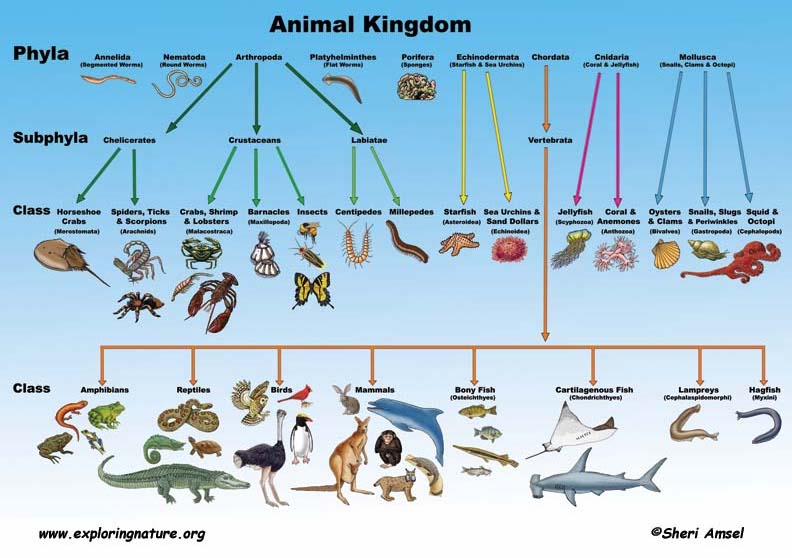 Animal Kingdom
Phyla
Annelida
(Segmented Worms)
Nematoda
(Round Worms)
Arthropoda
Platyhelminthes
(Flat Worms)
Porifera
(Sponges)
Echinodermata
(Starfish & Sea Urchins)
Chordata
Cnidaria
(Coral & Jellyfish)
Mollusca
(Snails, Clams & Octopi)
Subphyla
Chelicerates
Crustaceans
Labiatae
Vertebrata
Class
Horseshoe
Crabs
(Merostomata)
Spiders, Ticks
& Scorpions
(Arachnids)
Crabs, Shrimp
& Lobsters
(Malacostraca)
Barnacles
(Maxillopoda)
Insects
Centipedes
Millepedes
Starfish
(Asteroidea)
Sea Urchins &
Sand Dollars
(Echinoidea)
Jellyfish
(Scyphozoa)
Coral &
Anemones
(Anthozoa)
Oysters
& Clams
(Bivalves)
Snails, Slugs
& Periwinkles
(Gastropoda)
Squid &
Octopi
(Cephalopods)
Class
Amphibians
Reptiles
Birds
Mammals
Bony Fish
(Osteichthyes)
Cartilagenous Fish
(Chondrichthyes)
Lampreys
(Cephalaspidomorphi)
Hagfish
(Myxini)
www.exploringnature.org
©Sheri Amsel